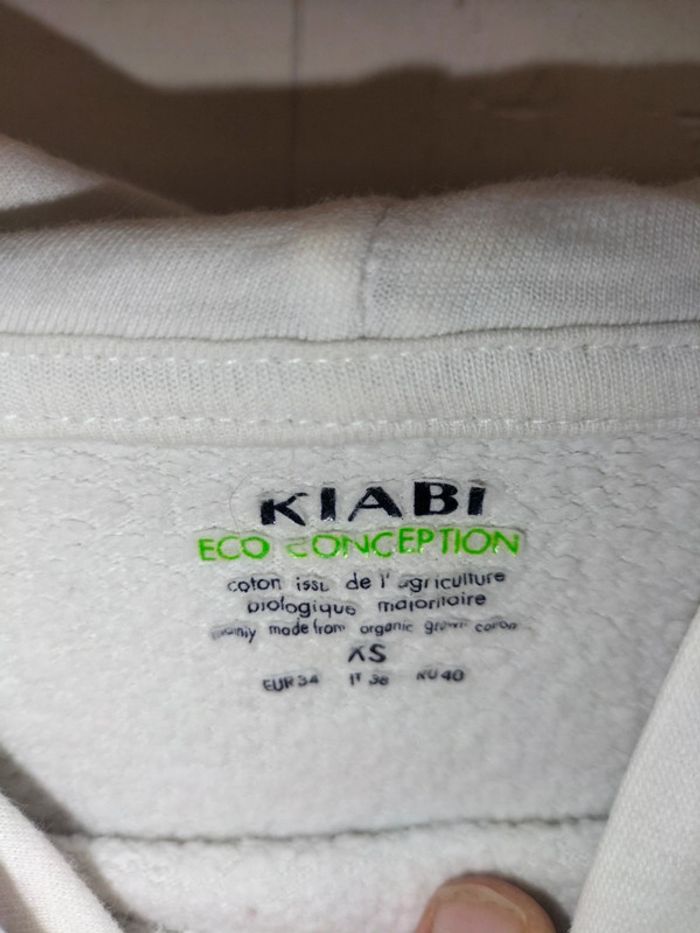 KIABI
ECO CONCEPTION
coton issu de l'agriculture
biologique majoritaire
mainly made from organic grown cotton
XS
EUR 34 IT 38 RU 40